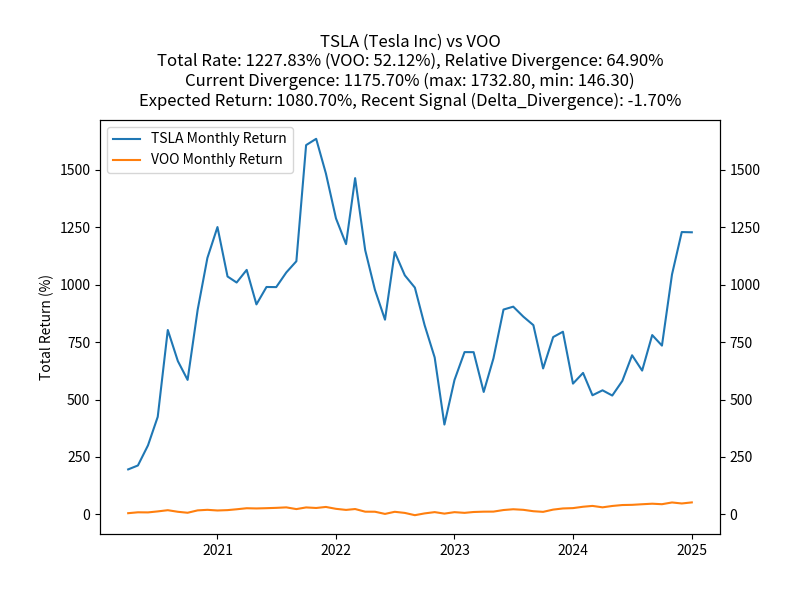 TSLA (Tesla Inc) vs VOO
Total Rate: 1227.83% (VOO: 52.12%), Relative Divergence: 64.90%
Current Divergence: 1175.70% (max: 1732.80, min: 146.30)
Expected Return: 1080.70%, Recent Signal (Delta_Divergence): -1.70%
TSLA Monthly Return
VOO Monthly Return
Total Return (%)
1500 1500
1250 1250
1000 1000
750 750
500 500
250 250
0 0
2021 2022 2023 2024 2025